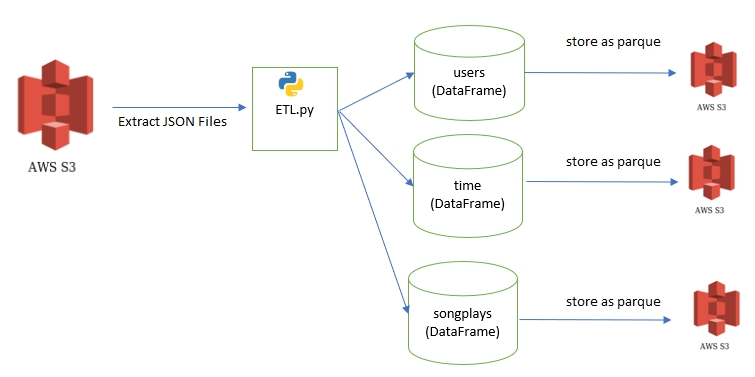 AWS S3
Extract JSON Files
ETL.py
users
(DataFrame)
store as parque
AWS S3
time
(DataFrame)
store as parque
AWS S3
songplays
(DataFrame)
store as parque
AWS S3